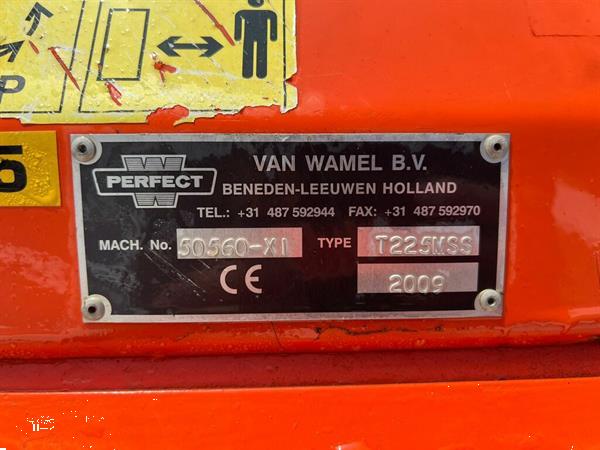 P
5
W
PERFECT
VAN WAMEL B.V.
BENEDEN-LEEUWEN HOLLAND
TEL.: +31 487 592944 FAX: +31 487 592970
MACH. No. 50560-XI TYPE T225MSS
CE 2009